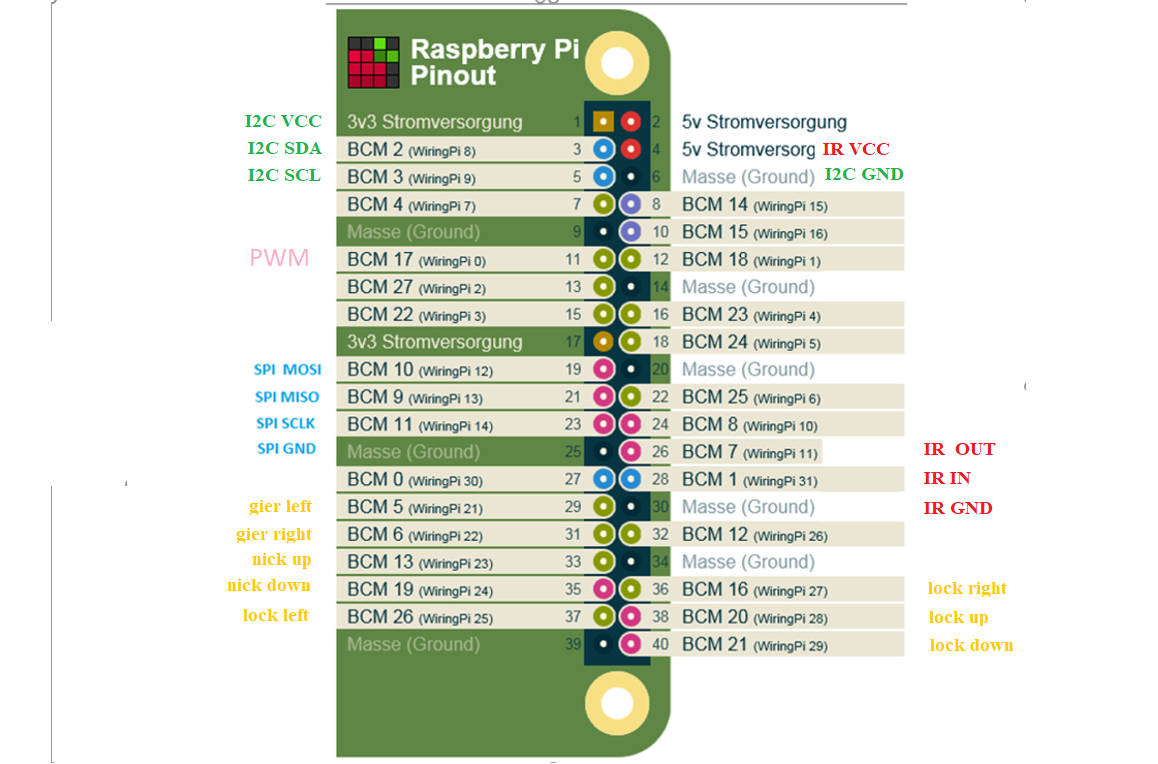 Raspberry Pi
Pinout
I2C VCC 3v3 Stromversorgung 1 2 5v Stromversorgung
I2C SDA BCM 2 (WiringPi 8) 3 4 5v Stromversorg IR VCC
I2C SCL BCM 3 (WiringPi 9) 5 6 Masse (Ground) I2C GND
BCM 4 (WiringPi 7) 7 8 BCM 14 (WiringPi 15)
Masse (Ground) 9 10 BCM 15 (WiringPi 16)
PWM BCM 17 (WiringPi 0) 11 12 BCM 18 (WiringPi 1)
BCM 27 (WiringPi 2) 13 14 Masse (Ground)
BCM 22 (WiringPi 3) 15 16 BCM 23 (WiringPi 4)
3v3 Stromversorgung 17 18 BCM 24 (WiringPi 5)
SPI MOSI BCM 10 (WiringPi 12) 19 20 Masse (Ground)
SPI MISO BCM 9 (WiringPi 13) 21 22 BCM 25 (WiringPi 6)
SPI SCLK BCM 11 (WiringPi 14) 23 24 BCM 8 (WiringPi 10)
SPI GND Masse (Ground) 25 26 BCM 7 (WiringPi 11) IR OUT
BCM 0 (WiringPi 30) 27 28 BCM 1 (WiringPi 31) IR IN
gier left BCM 5 (WiringPi 21) 29 30 Masse (Ground) IR GND
gier right BCM 6 (WiringPi 22) 31 32 BCM 12 (WiringPi 26)
nick up BCM 13 (WiringPi 23) 33 34 Masse (Ground)
nick down BCM 19 (WiringPi 24) 35 36 BCM 16 (WiringPi 27) lock right
lock left BCM 26 (WiringPi 25) 37 38 BCM 20 (WiringPi 28) lock up
Masse (Ground) 39 40 BCM 21 (WiringPi 29) lock down